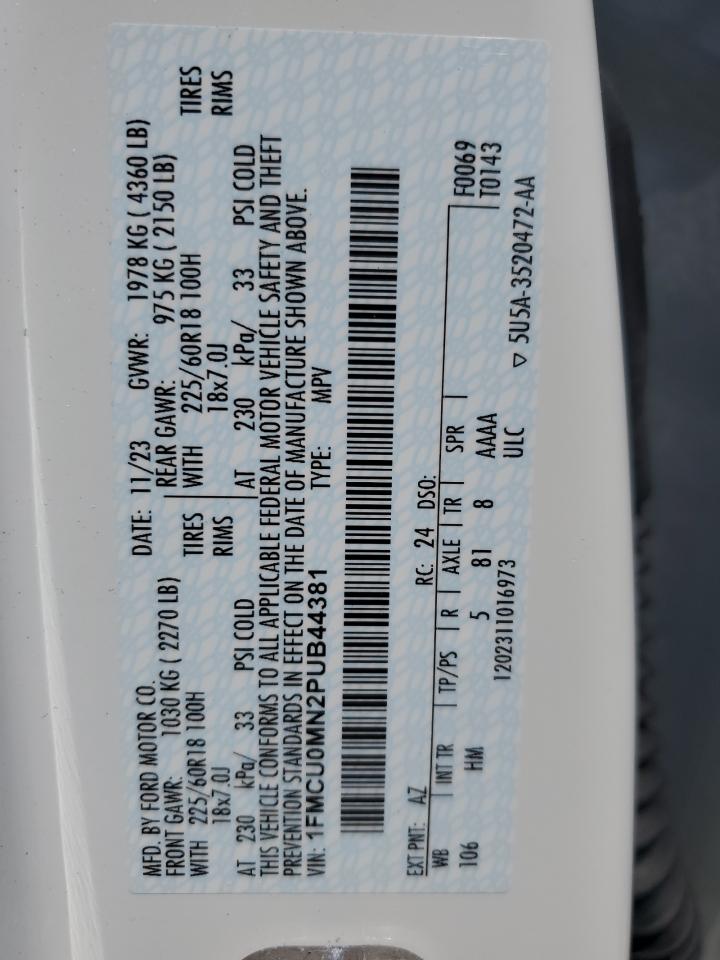 MFD. BY FORD MOTOR CO.
DATE: 11/23 GVWR: 1978 KG ( 4360 LB)
FRONT GAWR: 1030 KG ( 2270 LB)
REAR GAWR: 975 KG ( 2150 LB)
WITH 225/60R18 100H TIRES
WITH 225/60R18 100H TIRES
18x7.0J RIMS
18x7.0J RIMS
AT 230 kPa/ 33 PSI COLD
AT 230 kPa/ 33 PSI COLD
THIS VEHICLE CONFORMS TO ALL APPLICABLE FEDERAL MOTOR VEHICLE SAFETY AND THEFT
PREVENTION STANDARDS IN EFFECT ON THE DATE OF MANUFACTURE SHOWN ABOVE.
VIN: 1FMCU0MN2PUB44381 TYPE: MPV
EXT PNT: AZ RC: 24 DSO: F0069
WB INT TR TP/PS R AXLE TR SPR T0143
106 HM 5 81 8 AAAA
1202311016973 ULC ▽ 5U5A-3520472-AA